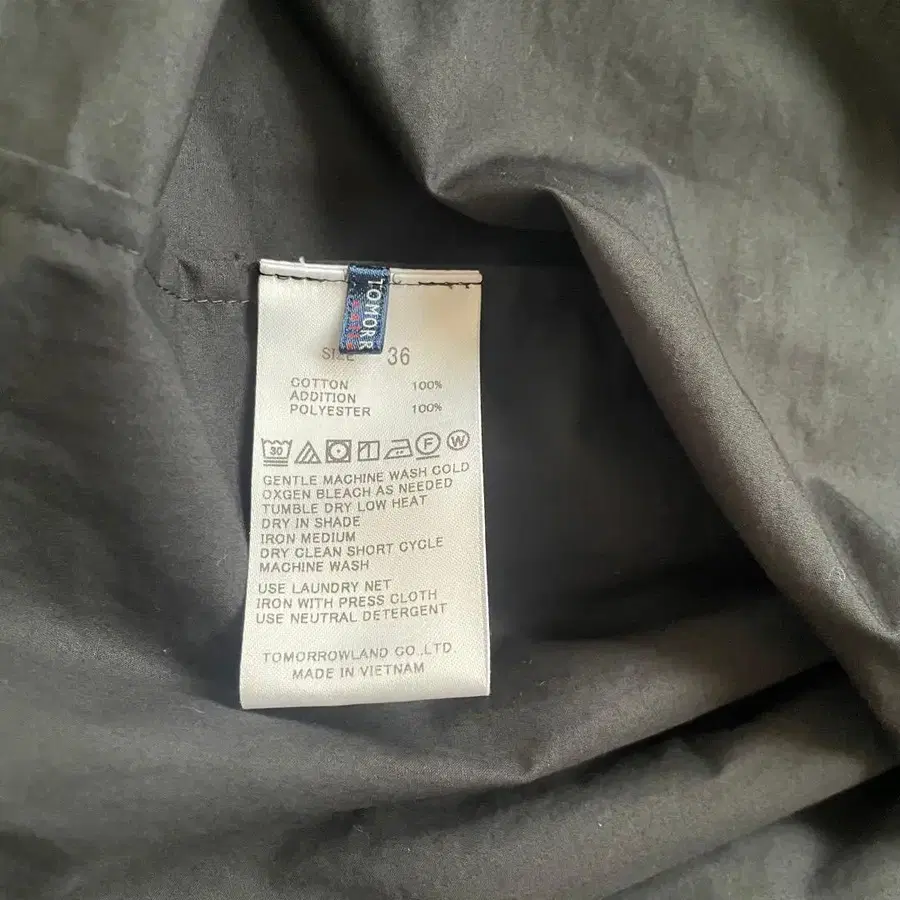 TOMORR
SIZE 36
COTTON 100%
ADDITION
POLYESTER 100%
30 F W
GENTLE MACHINE WASH COLD
OXGEN BLEACH AS NEEDED
TUMBLE DRY LOW HEAT
DRY IN SHADE
IRON MEDIUM
DRY CLEAN SHORT CYCLE
MACHINE WASH
USE LAUNDRY NET
IRON WITH PRESS CLOTH
USE NEUTRAL DETERGENT
TOMORROWLAND CO.,LTD.
MADE IN VIETNAM